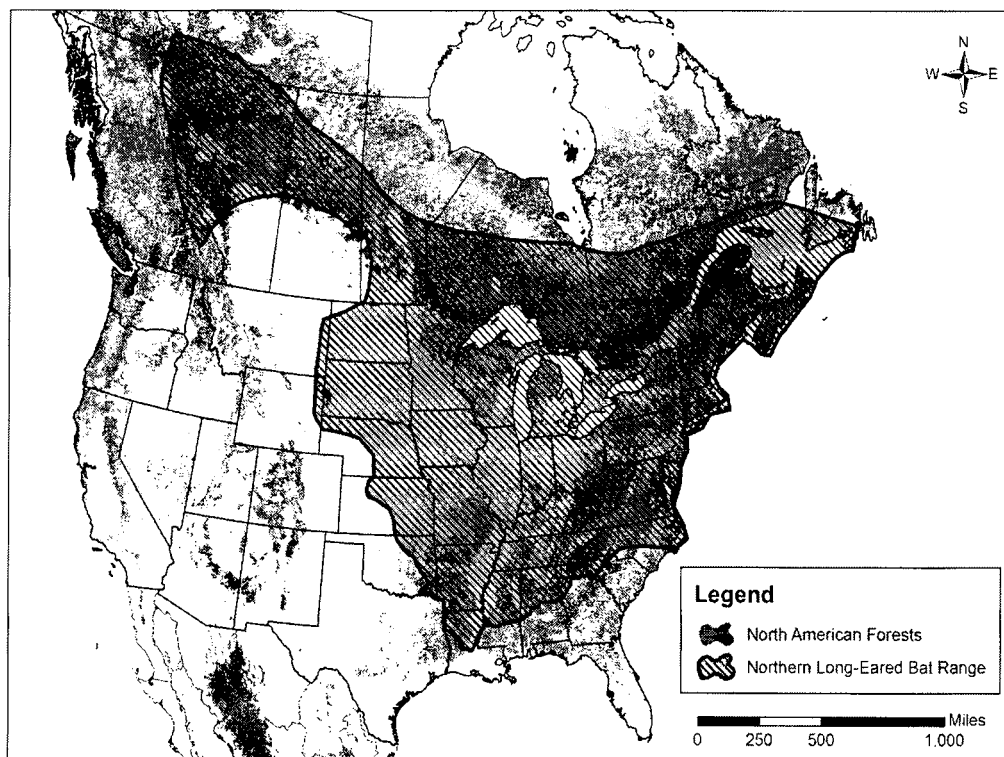 N
W E
S
Legend
North American Forests
Northern Long-Eared Bat Range
Miles
0 250 500 1.000